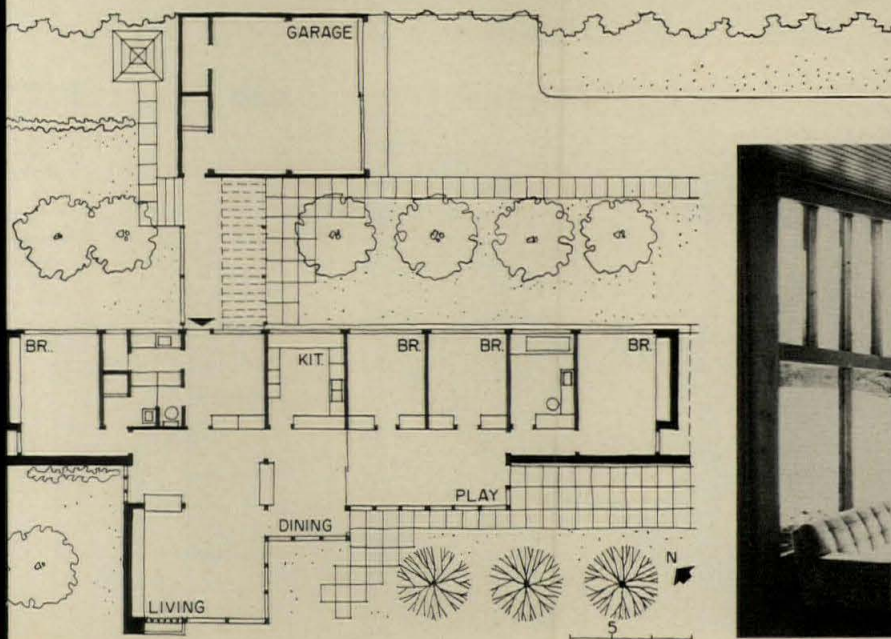 GARAGE
BR.
KIT.
BR.
BR.
BR.
PLAY
DINING
LIVING
N
5